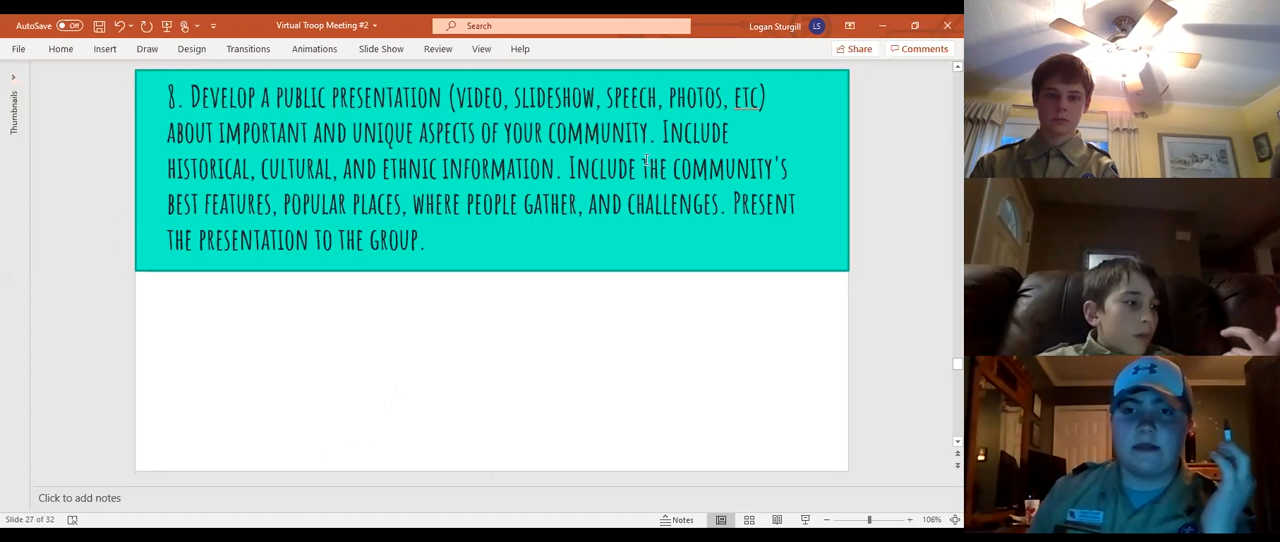 AutoSave Off
Virtual Troop Meeting #2
Search
Logan Sturgill
LS
File Home Insert Draw Design Transitions Animations Slide Show Review View Help
Share Comments
Thumbnails
8. Develop a public presentation (video, slideshow, speech, photos, etc)
about important and unique aspects of your community. Include
historical, cultural, and ethnic information. Include the community's
best features, popular places, where people gather, and challenges. Present
the presentation to the group.
Click to add notes
Slide 27 of 32
Notes
106%